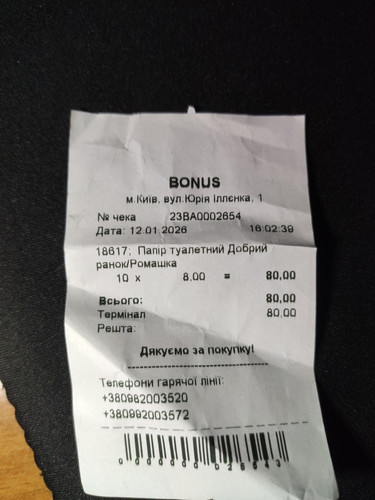 BONUS
м.Київ, вул.Юрія Іллєнка, 1
№ чека 23ВА0002654
Дата: 12.01.2026 16:02:39
18617; Папір туалетний Добрий
ранок/Ромашка
10 х 8,00 = 80,00
Всього: 80,00
Термінал 80,00
Решта:
Дякуємо за покупку!
Телефони гарячої лінії:
+380982003520
+380992003572